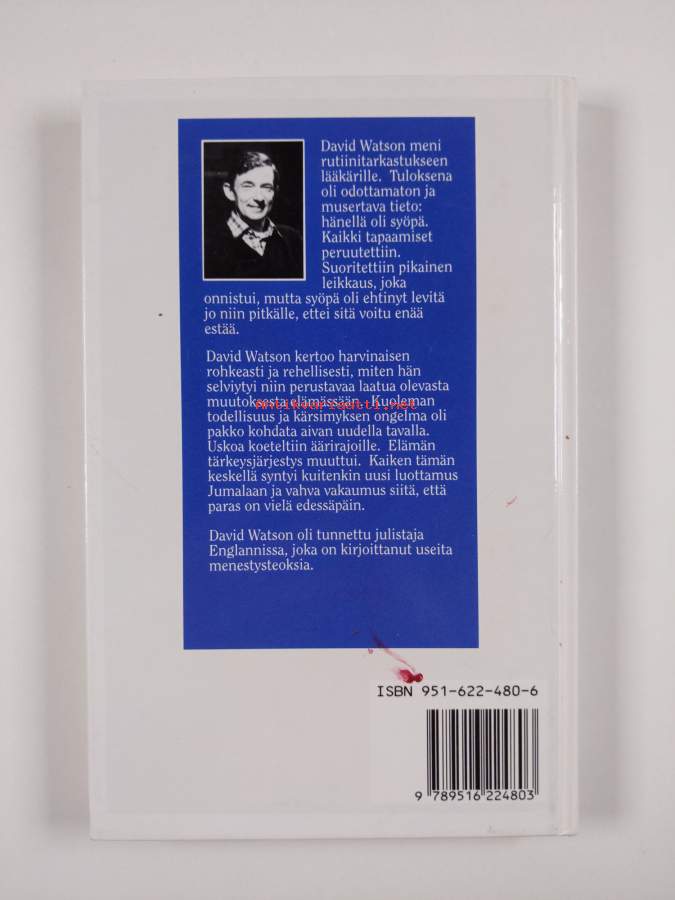 David Watson meni
rutiinitarkastukseen
lääkärille. Tuloksena
oli odottamaton ja
musertava tieto:
hänellä oli syöpä.
Kaikki tapaamiset
peruutettiin.
Suoritettiin pikainen
leikkaus, joka
onnistui, mutta syöpä oli ehtinyt levitä
jo niin pitkälle, ettei sitä voitu enää
estää.
David Watson kertoo harvinaisen
rohkeasti ja rehellisesti, miten hän
selviytyi niin perustavaa laatua olevasta
muutoksesta elämässään. Kuoleman
antikvariaatti.net
todellisuus ja kärsimyksen ongelma oli
pakko kohdata aivan uudella tavalla.
Uskoa koeteltiin äärirajoille. Elämän
tärkeysjärjestys muuttui. Kaiken tämän
keskellä syntyi kuitenkin uusi luottamus
Jumalaan ja vahva vakaumus siitä, että
paras on vielä edessäpäin.
David Watson oli tunnettu julistaja
Englannissa, joka on kirjoittanut useita
menestysteoksia.
ISBN 951-622-480-6
9 789516 224803